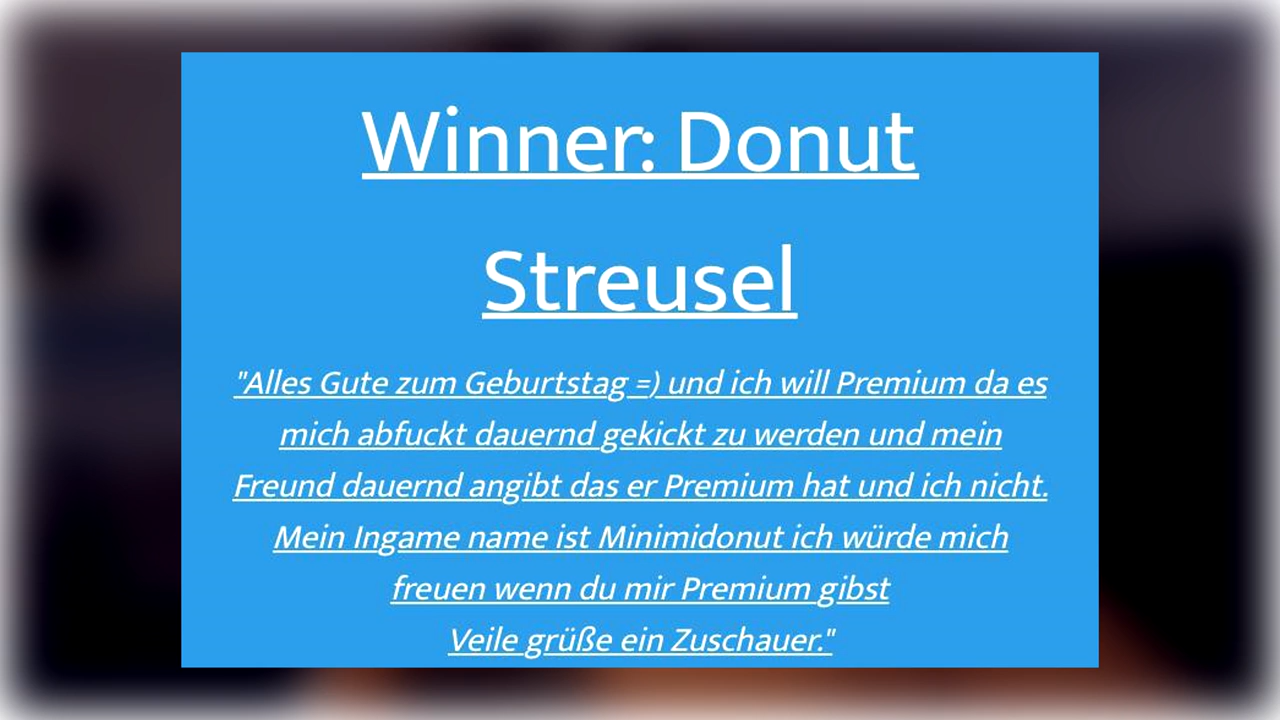 Winner: Donut
Streusel
"Alles Gute zum Geburtstag =) und ich will Premium da es
mich abfuckt dauernd gekickt zu werden und mein
Freund dauernd angibt das er Premium hat und ich nicht.
Mein Ingame name ist Minimidonut ich würde mich
freuen wenn du mir Premium gibst
Veile grüße ein Zuschauer."